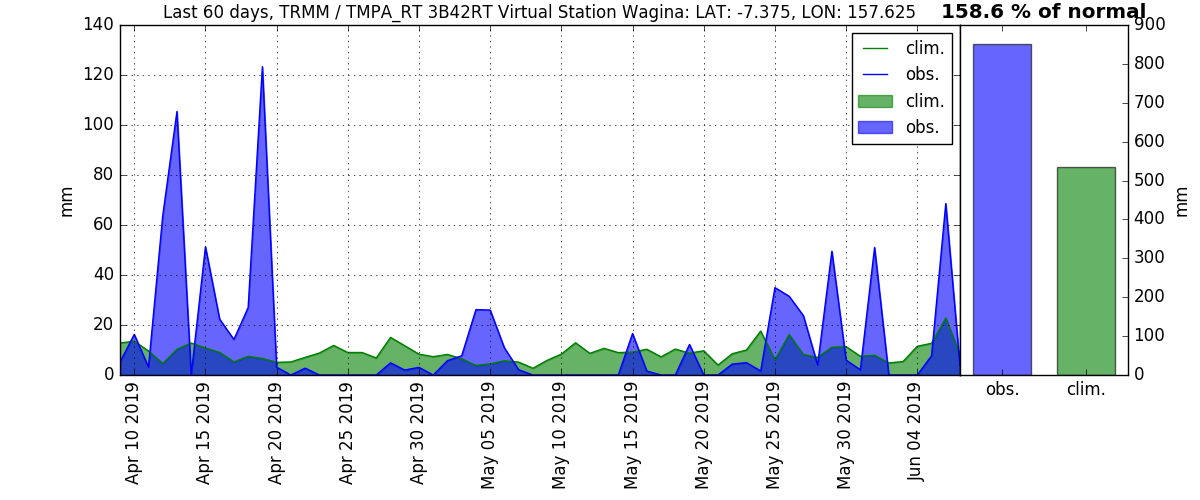 Last 60 days, TRMM / TMPA_RT 3B42RT Virtual Station Wagina: LAT: -7.375, LON: 157.625
158.6 % of normal
140
120
100
80
60
40
20
0
mm
clim.
obs.
clim.
obs.
900
800
700
600
500
400
300
200
100
0
mm
obs.
clim.
Apr 10 2019
Apr 15 2019
Apr 20 2019
Apr 25 2019
Apr 30 2019
May 05 2019
May 10 2019
May 15 2019
May 20 2019
May 25 2019
May 30 2019
Jun 04 2019